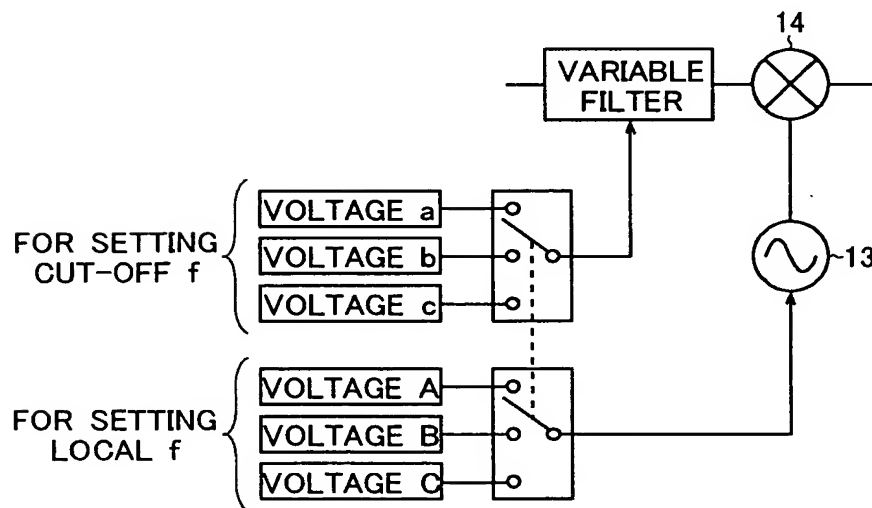 14
VARIABLE
FILTER
VOLTAGE a
FOR SETTING
CUT-OFF f
VOLTAGE b
13
VOLTAGE c
VOLTAGE A
FOR SETTING
LOCAL f
VOLTAGE B
VOLTAGE C